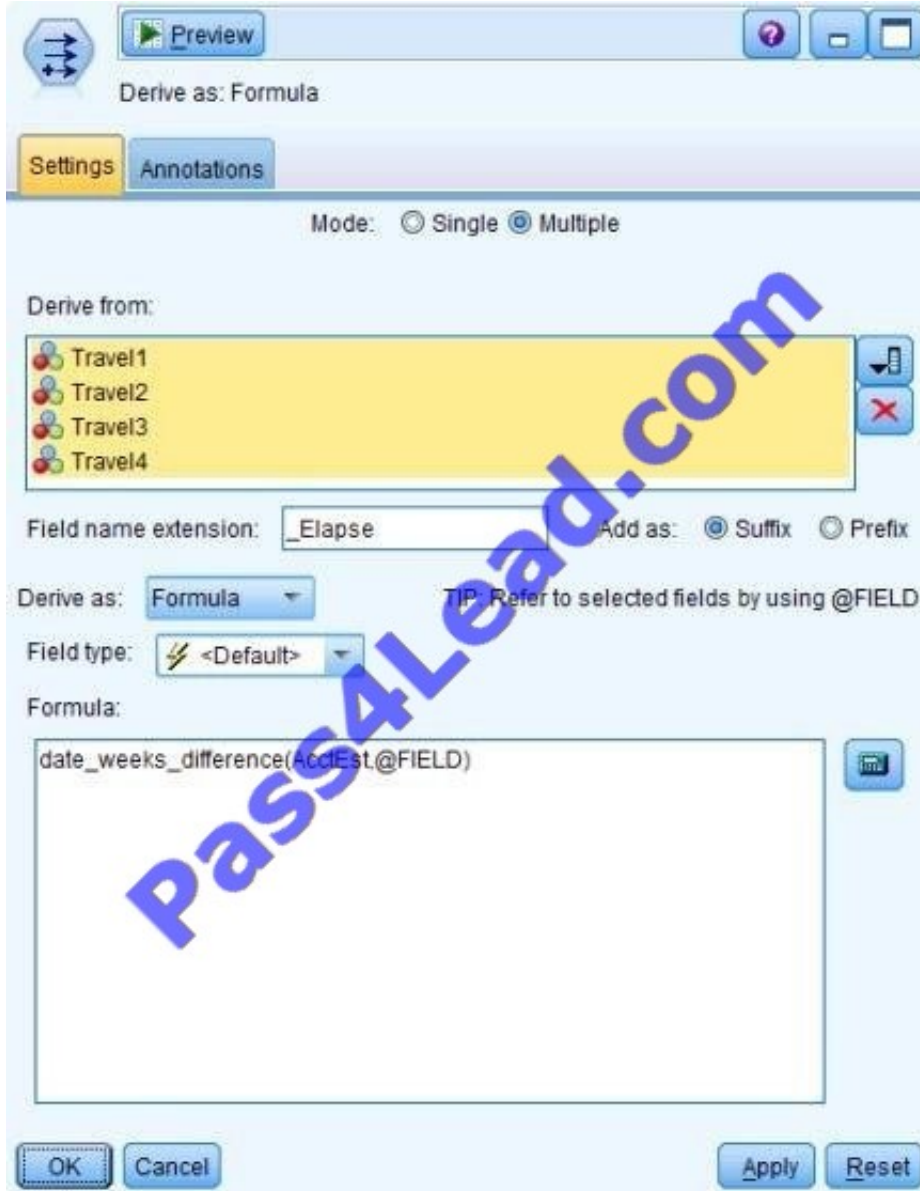 Preview
Derive as: Formula
Settings Annotations
Mode: Single Multiple
Derive from:
Travel1
Travel2
Travel3
Travel4
Field name extension: _Elapse Add as: Suffix Prefix
Derive as: Formula TIP: Refer to selected fields by using @FIELD
Field type: <Default>
Formula:
date_weeks_difference(AcctEst,@FIELD)
Pass4Lead.com
OK Cancel Apply Reset